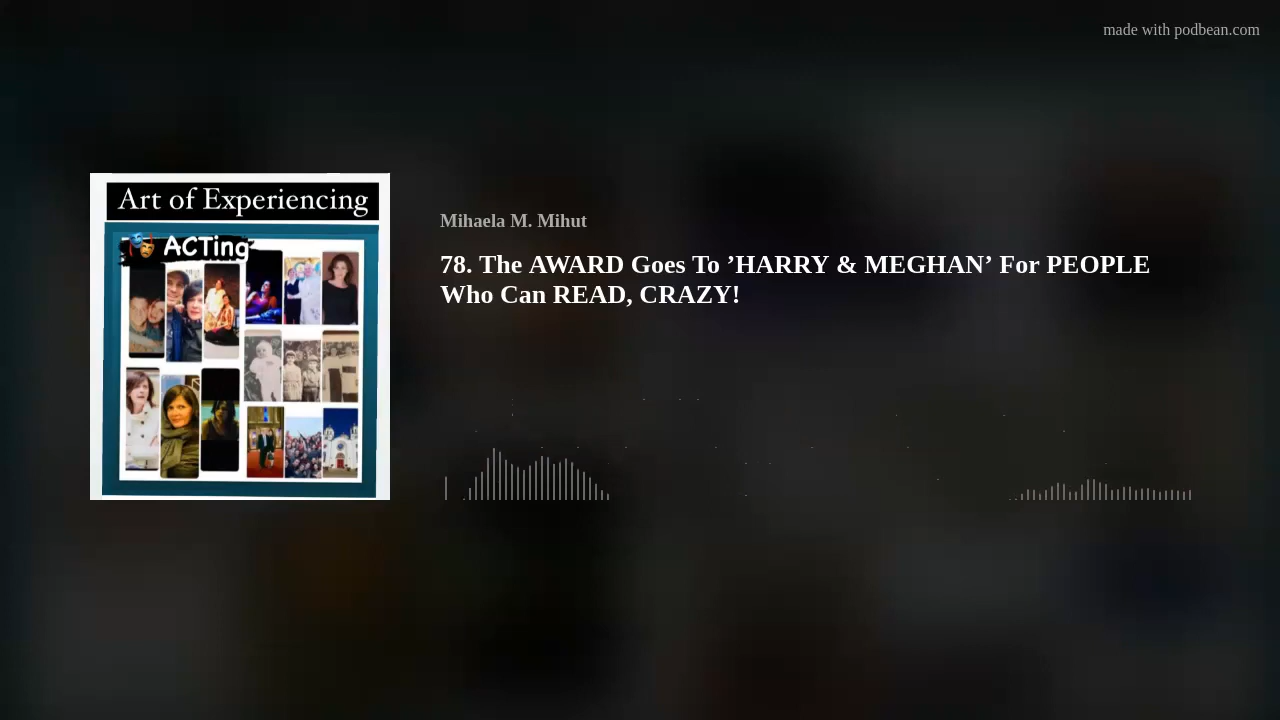 made with podbean.com
Art of Experiencing
🎭 ACTing
Mihaela M. Mihut
78. The AWARD Goes To ’HARRY & MEGHAN’ For PEOPLE
Who Can READ, CRAZY!